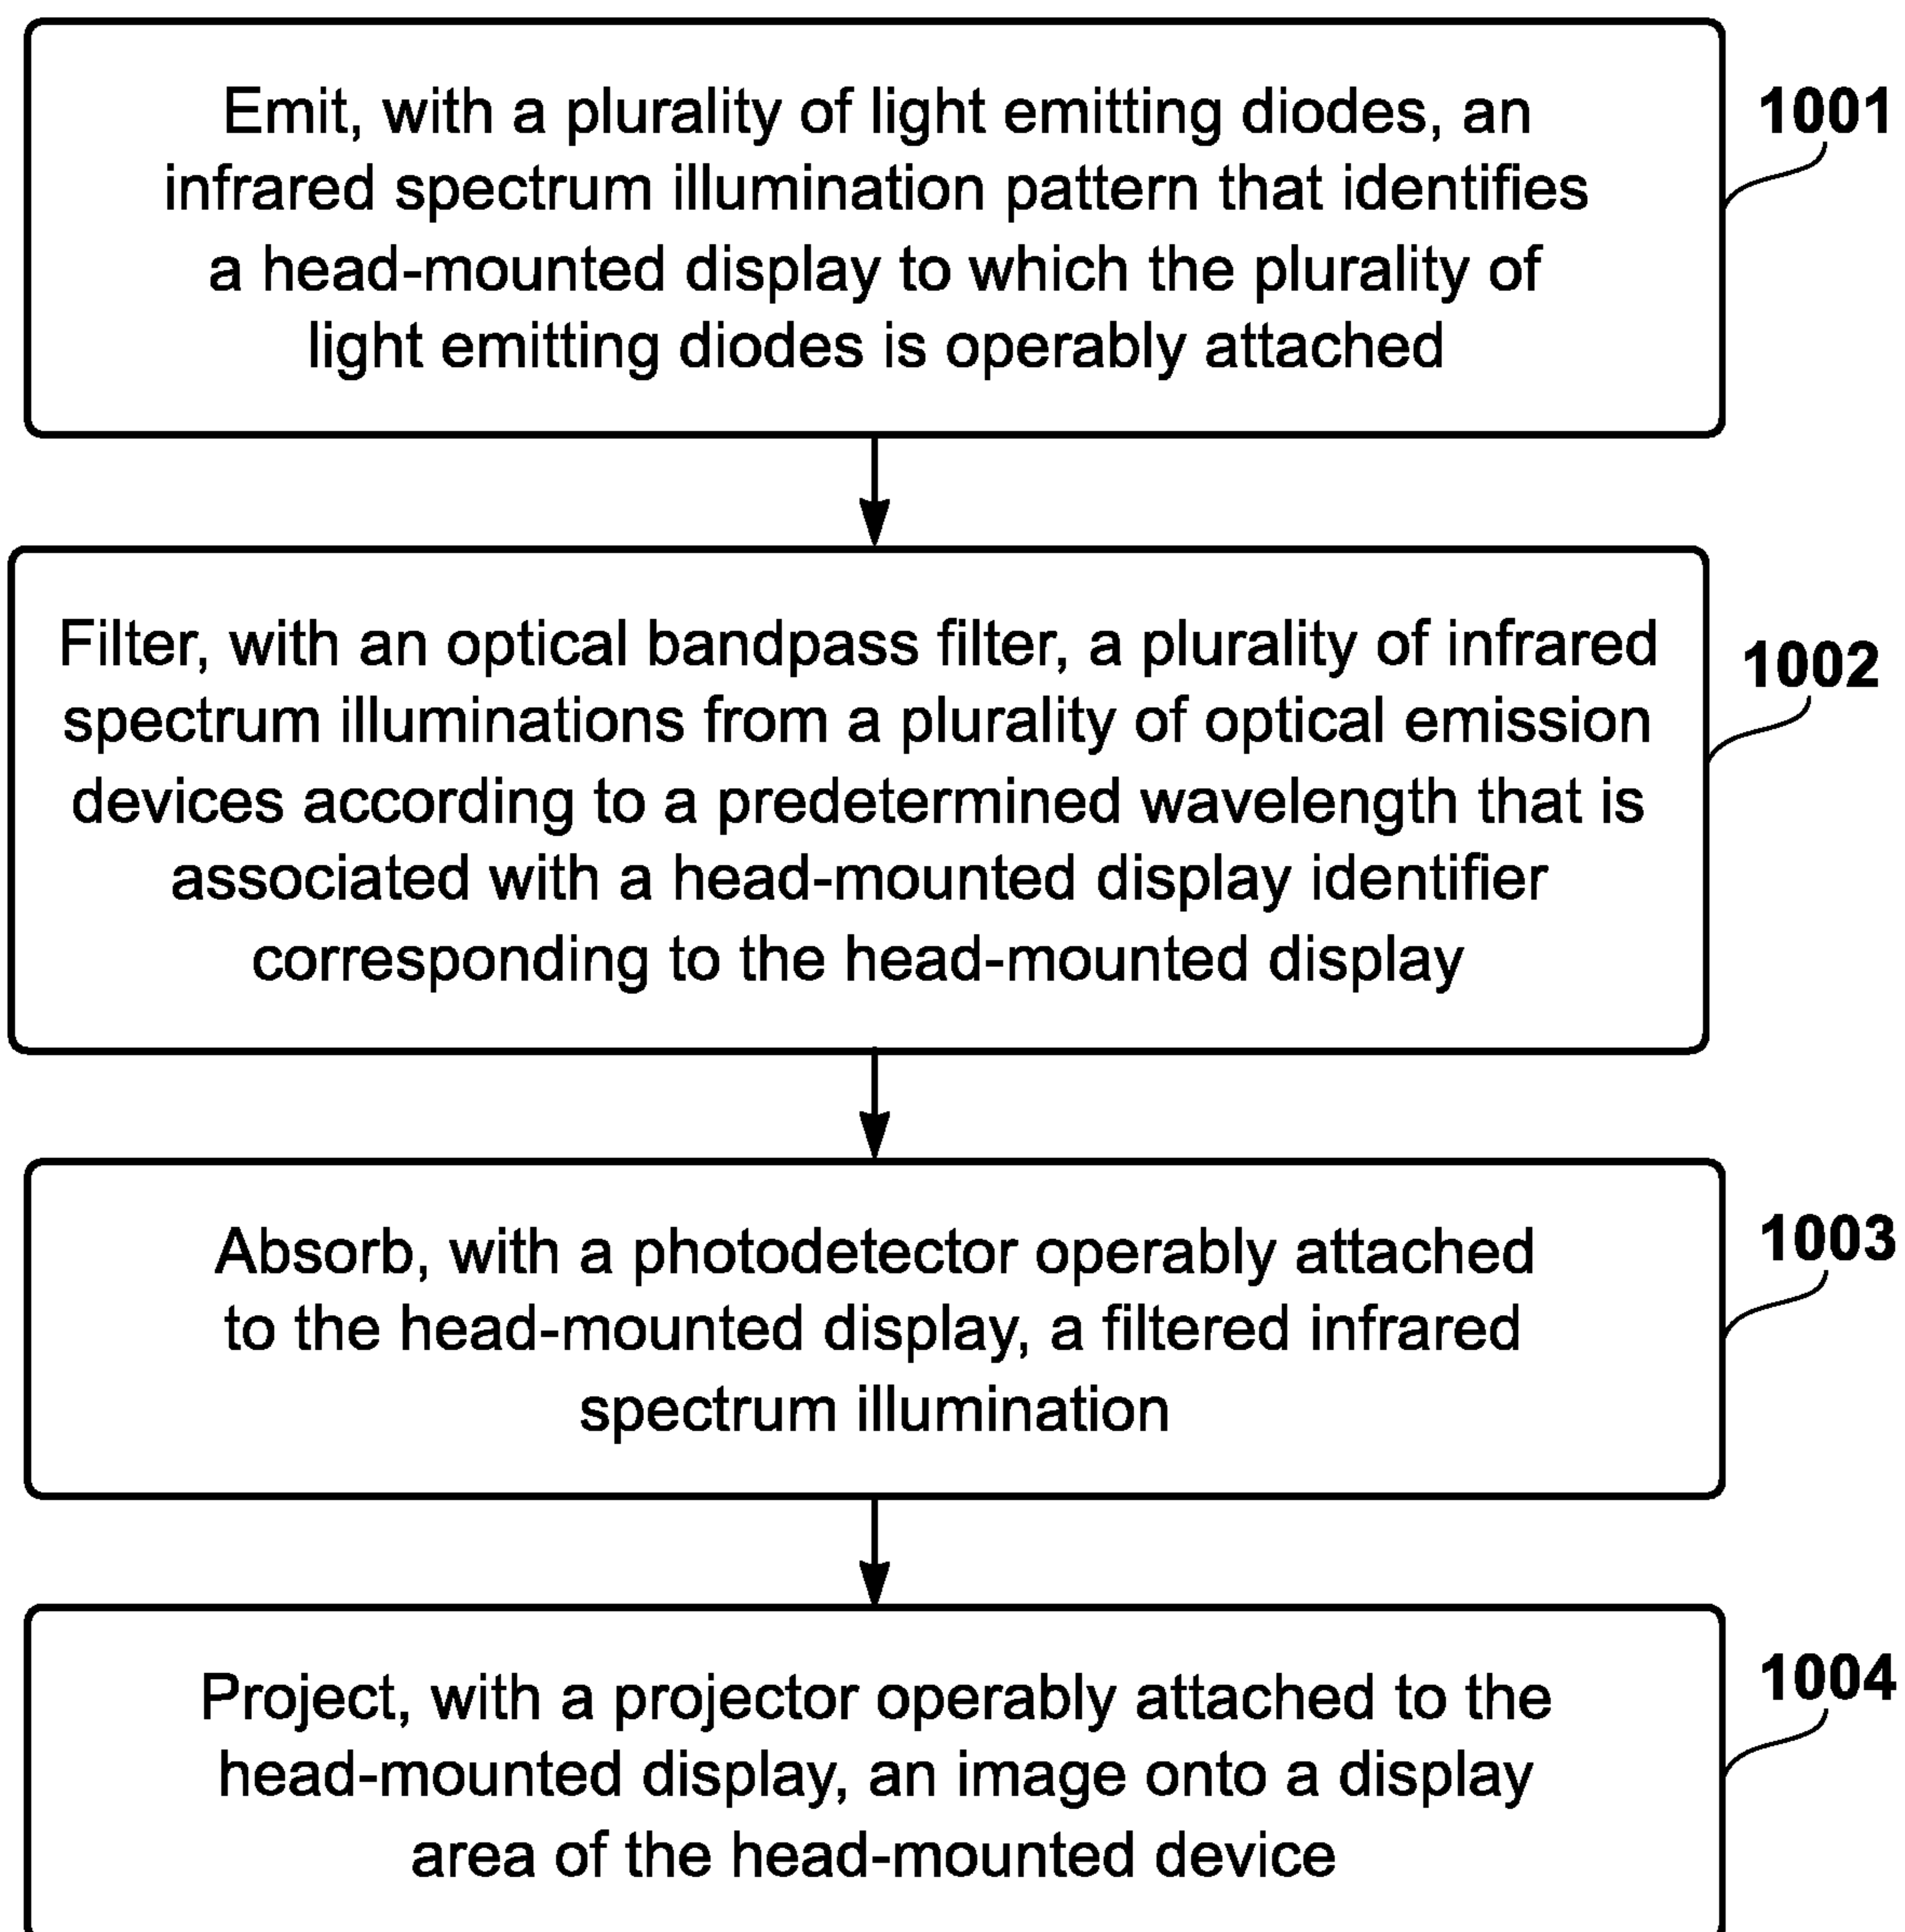 Emit, with a plurality of light emitting diodes, an
infrared spectrum illumination pattern that identifies
a head-mounted display to which the plurality of
light emitting diodes is operably attached
1001
Filter, with an optical bandpass filter, a plurality of infrared
spectrum illuminations from a plurality of optical emission
devices according to a predetermined wavelength that is
associated with a head-mounted display identifier
corresponding to the head-mounted display
1002
Absorb, with a photodetector operably attached
to the head-mounted display, a filtered infrared
spectrum illumination
1003
Project, with a projector operably attached to the
head-mounted display, an image onto a display
area of the head-mounted device
1004